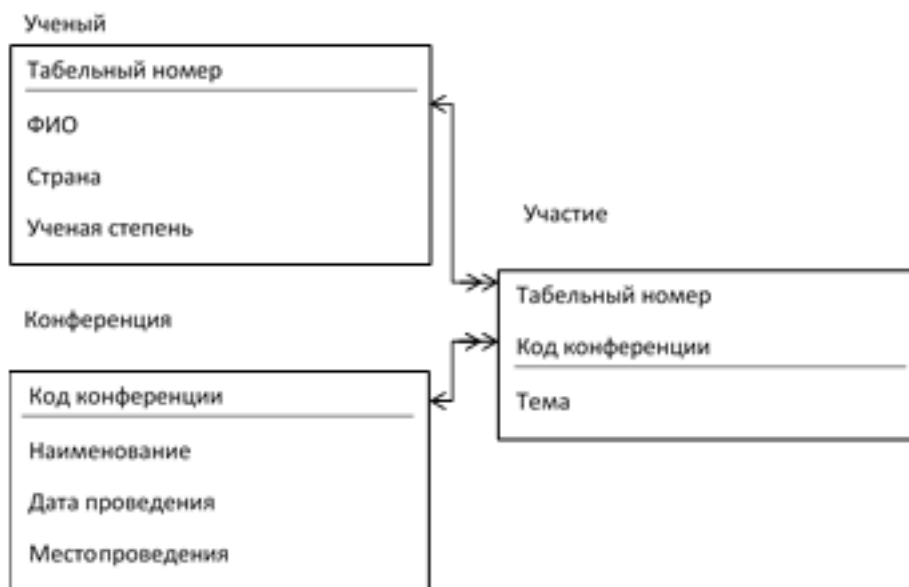 Ученый
Табельный номер
ФИО
Страна
Ученая степень
Участие
Табельный номер
Код конференции
Тема
Конференция
Код конференции
Наименование
Дата проведения
Местопроведения